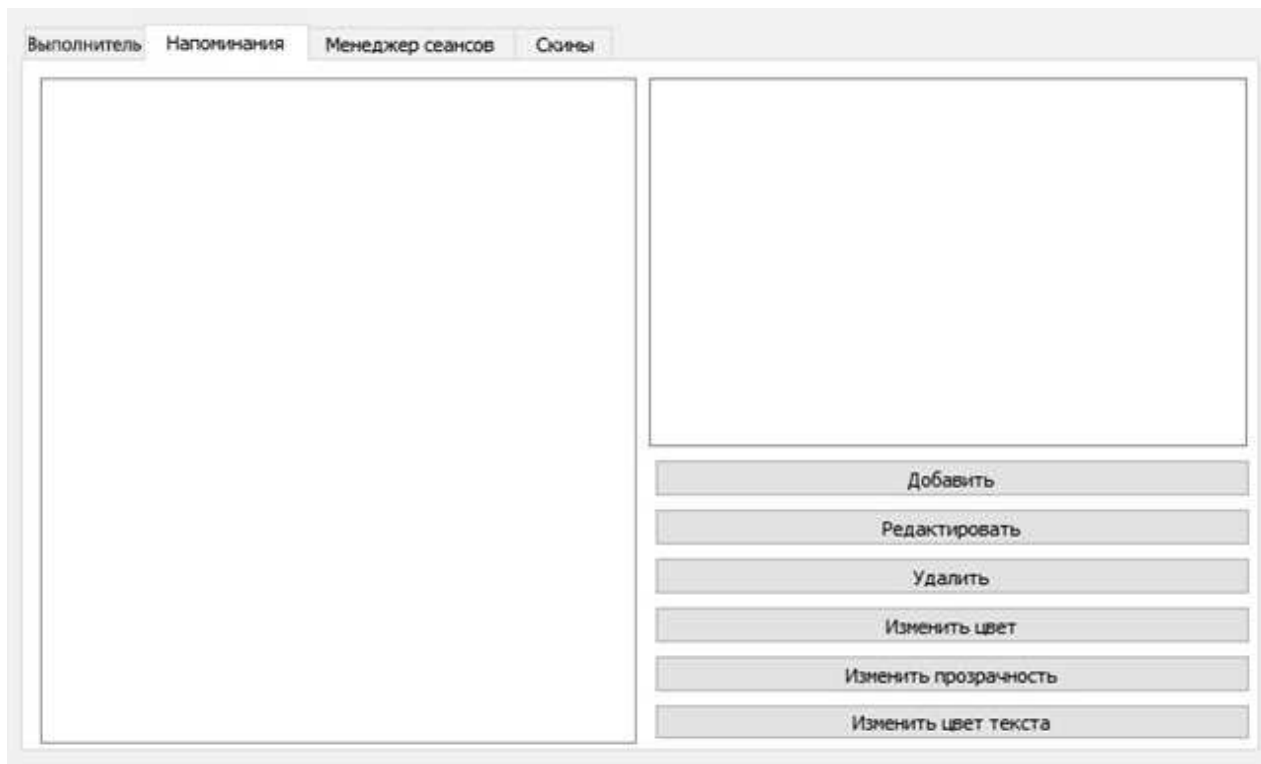 Выполнитель Напоминания Менеджер сеансов Скины
Добавить
Редактировать
Удалить
Изменить цвет
Изменить прозрачность
Изменить цвет текста